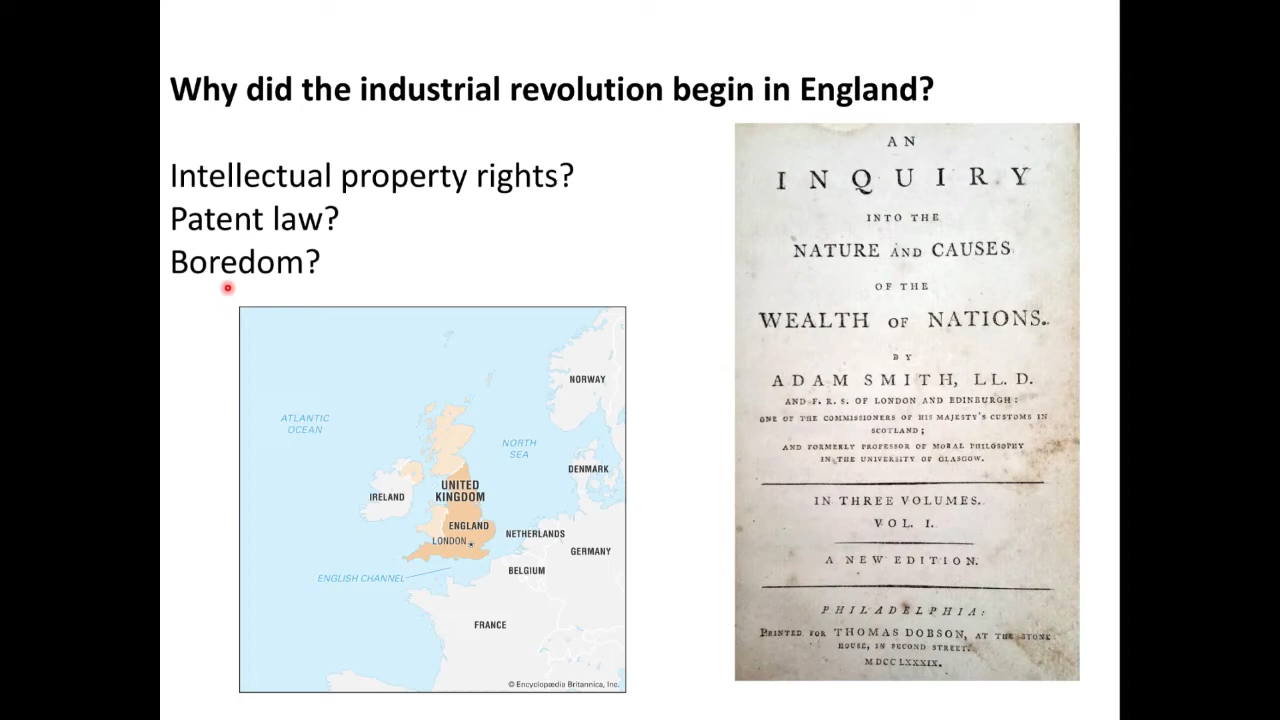 Why did the industrial revolution begin in England?
Intellectual property rights?
Patent law?
Boredom?
ATLANTIC
OCEAN
NORWAY
NORTH
SEA
DENMARK
IRELAND
UNITED
KINGDOM
ENGLAND
LONDON
NETHERLANDS
GERMANY
BELGIUM
ENGLISH CHANNEL
FRANCE
© Encyclopædia Britannica, Inc.
AN
INQUIRY
INTO THE
NATURE AND CAUSES
OF THE
WEALTH OF NATIONS.
BY
ADAM SMITH, LL. D.
AND F. R. S. OF LONDON AND EDINBURGH:
ONE OF THE COMMISSIONERS OF HIS MAJESTY'S CUSTOMS IN
SCOTLAND;
AND FORMERLY PROFESSOR OF MORAL PHILOSOPHY
IN THE UNIVERSITY OF GLASGOW.
IN THREE VOLUMES.
VOL. I.
A NEW EDITION.
PHILADELPHIA:
PRINTED FOR THOMAS DOBSON, AT THE STONE
HOUSE, IN SECOND STREET.
MDCCLXXXIX.